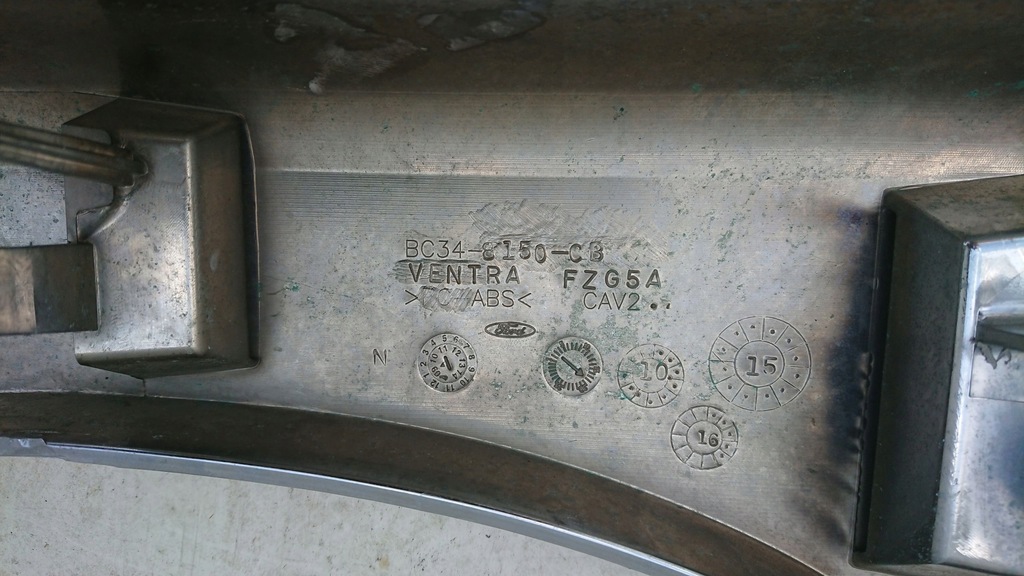 BC34-8150-CB
VENTRA FZG5A
ABS< CAV2..
Ford
N
10
15
16